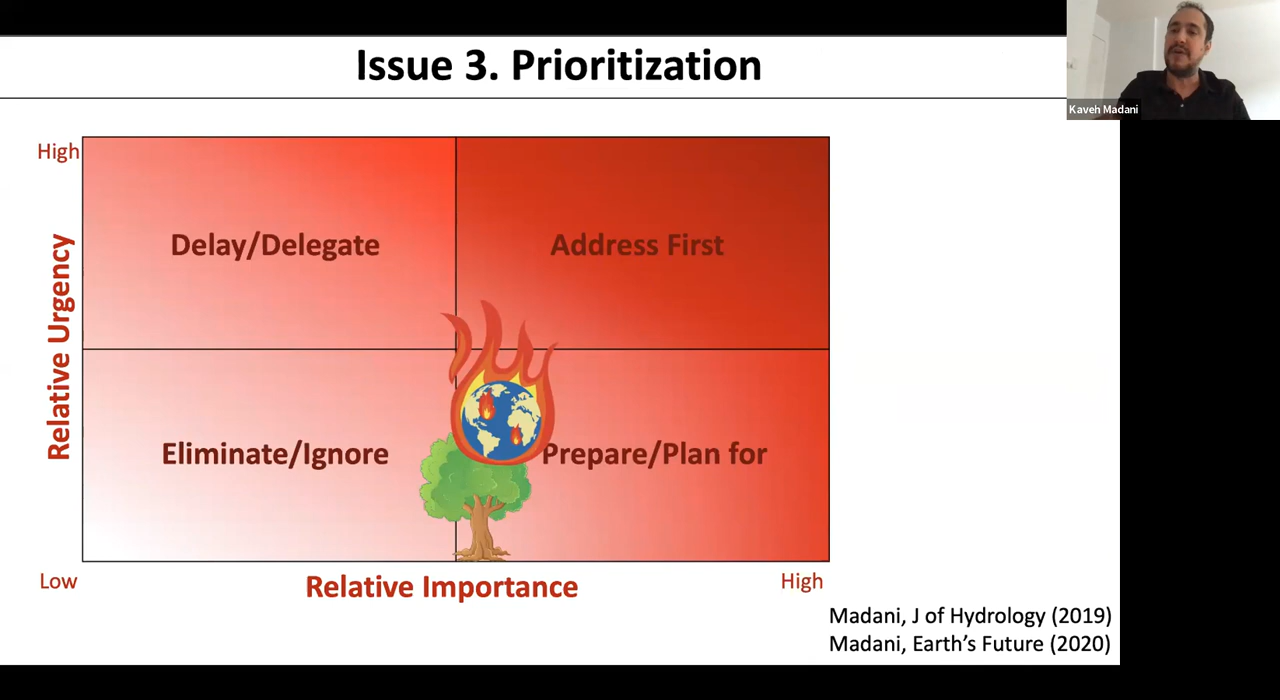 Issue 3. Prioritization
Kaveh Madani
High
Delay/Delegate
Address First
Relative Urgency
Eliminate/Ignore
Prepare/Plan for
Low
Relative Importance
High
Madani, J of Hydrology (2019)
Madani, Earth's Future (2020)